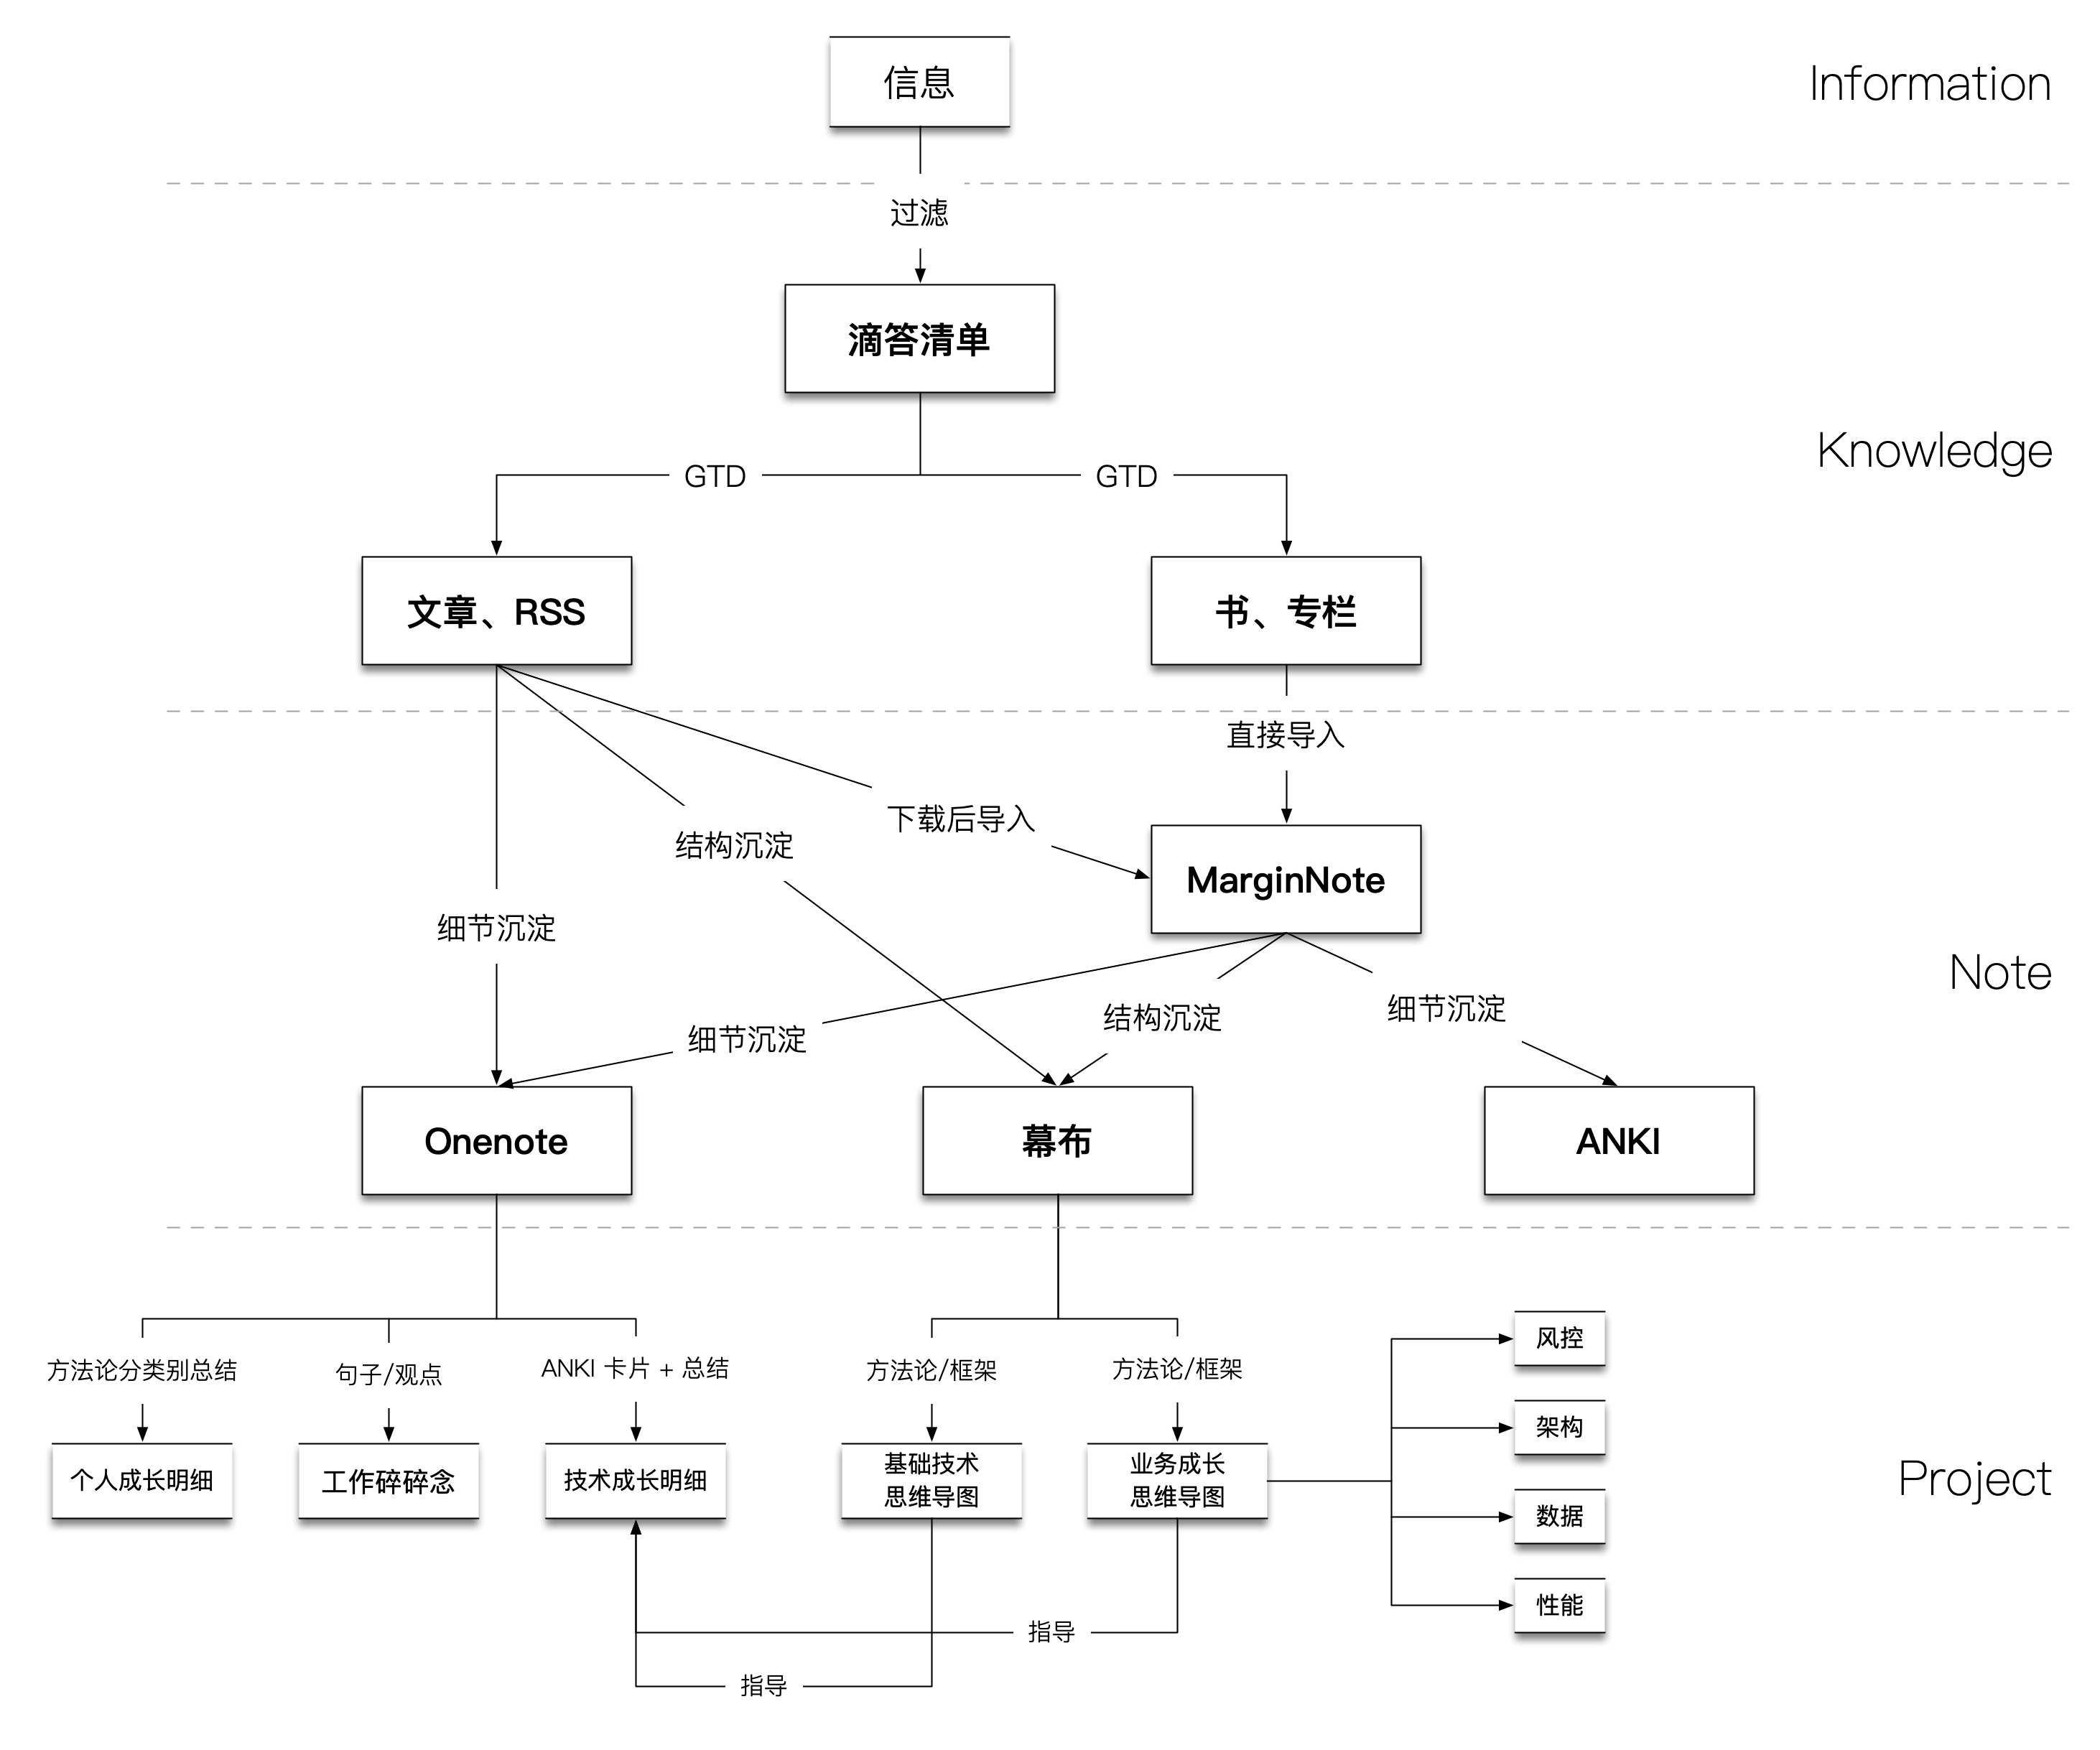 信息
Information
过滤
滴答清单
Knowledge
GTD
GTD
文章、RSS
书、专栏
直接导入
下载后导入
结构沉淀
MarginNote
细节沉淀
Note
细节沉淀
结构沉淀
细节沉淀
Onenote
幕布
ANKI
方法论分类别总结
句子/观点
ANKI 卡片 + 总结
方法论/框架
方法论/框架
风控
架构
个人成长明细
工作碎碎念
技术成长明细
基础技术
思维导图
业务成长
思维导图
Project
数据
性能
指导
指导